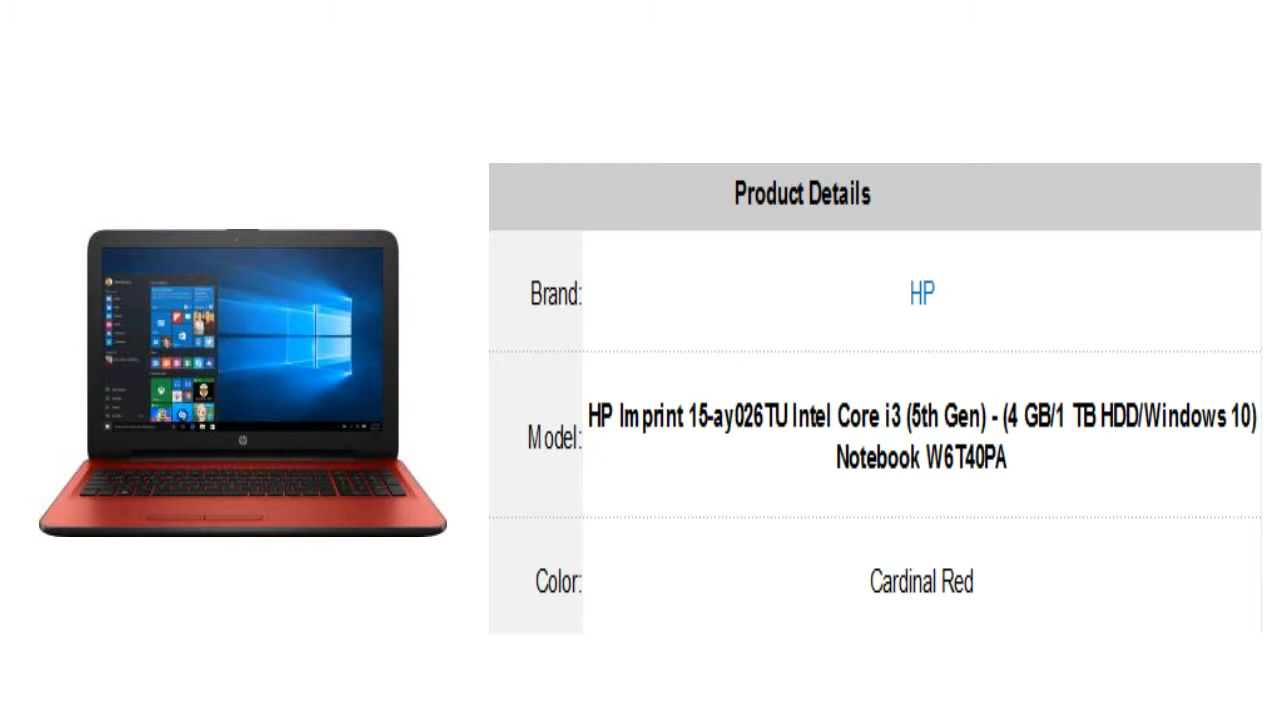 Product Details
Brand: HP
Model: HP Imprint 15-ay026TU Intel Core i3 (5th Gen) - (4 GB/1 TB HDD/Windows 10)
Notebook W6T40PA
Color: Cardinal Red
hp